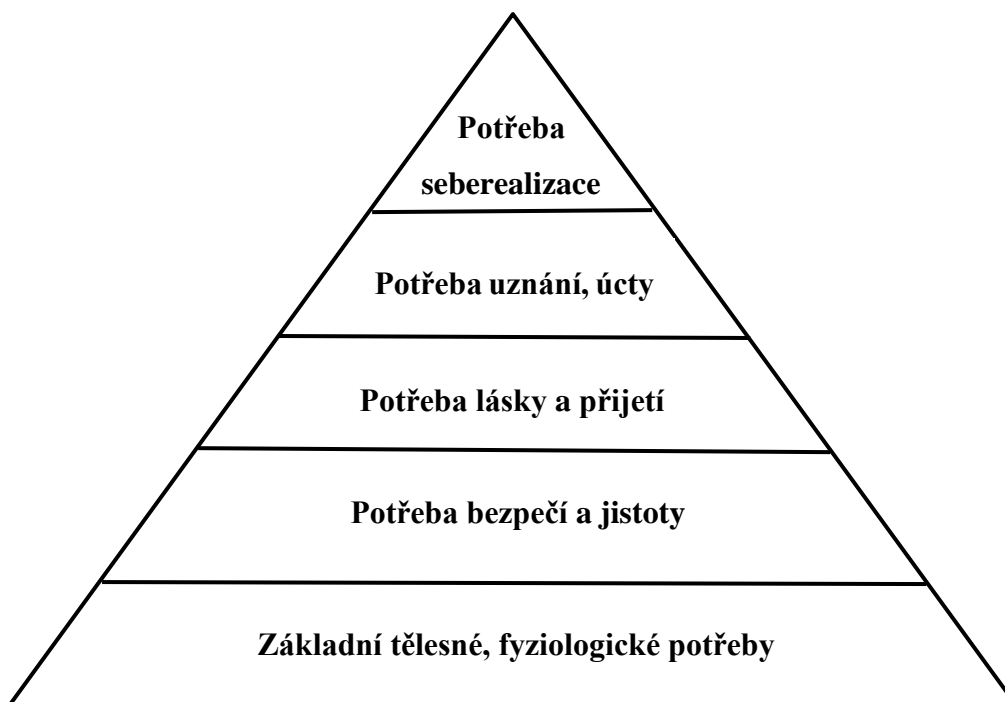 Potřeba
seberealizace
Potřeba uznání, úcty
Potřeba lásky a přijetí
Potřeba bezpečí a jistoty
Základní tělesné, fyziologické potřeby